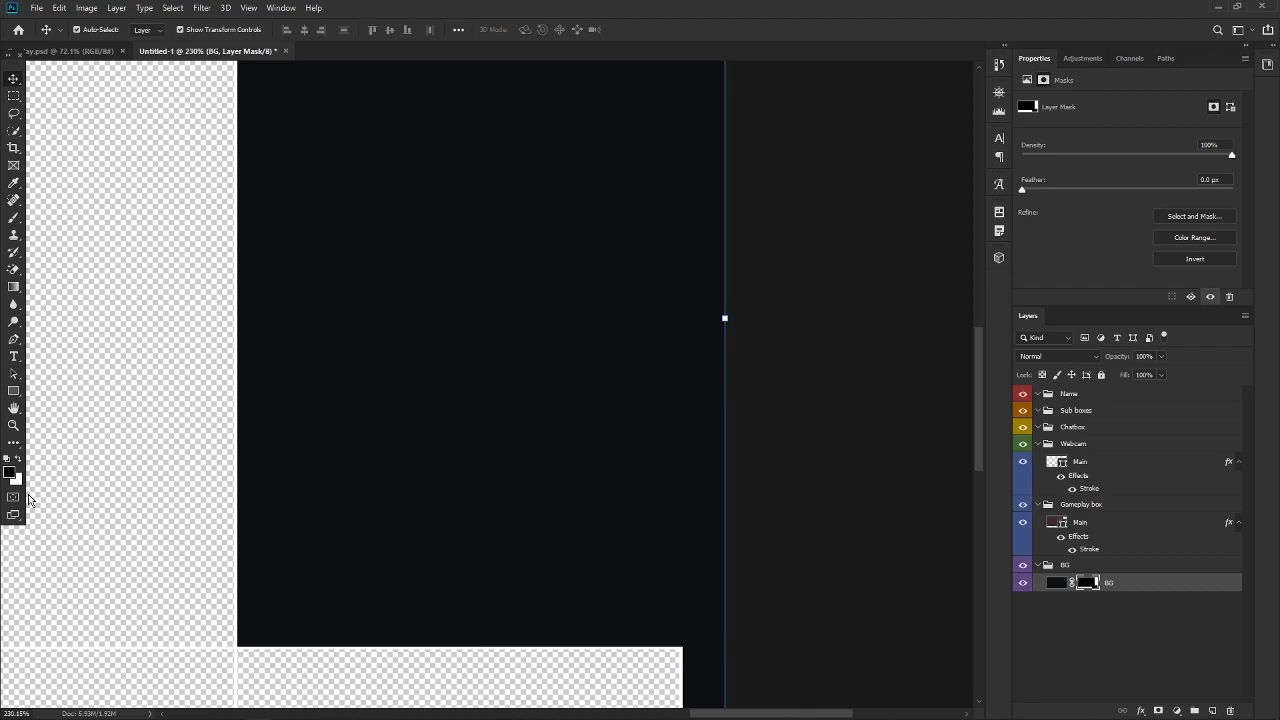 Ps File Edit Image Layer Type Select Filter 3D View Window Help
Auto-Select: Layer Show Transform Controls 3D Mode:
ay.psd @ 72.1% (RGB/8#) Untitled-1 @ 230% (BG, Layer Mask/8) *
Properties Adjustments Channels Paths
Masks
Layer Mask
Density: 100%
Feather: 0.0 px
Refine: Select and Mask...
Color Range...
Invert
Layers
Kind
Normal Opacity: 100%
Lock: Fill: 100%
Name
Sub boxes
Chatbox
Webcam
Main fx
Effects
Stroke
Gameplay box
Main fx
Effects
Stroke
BG
BG
230.15% Doc: 5.93M/1.92M